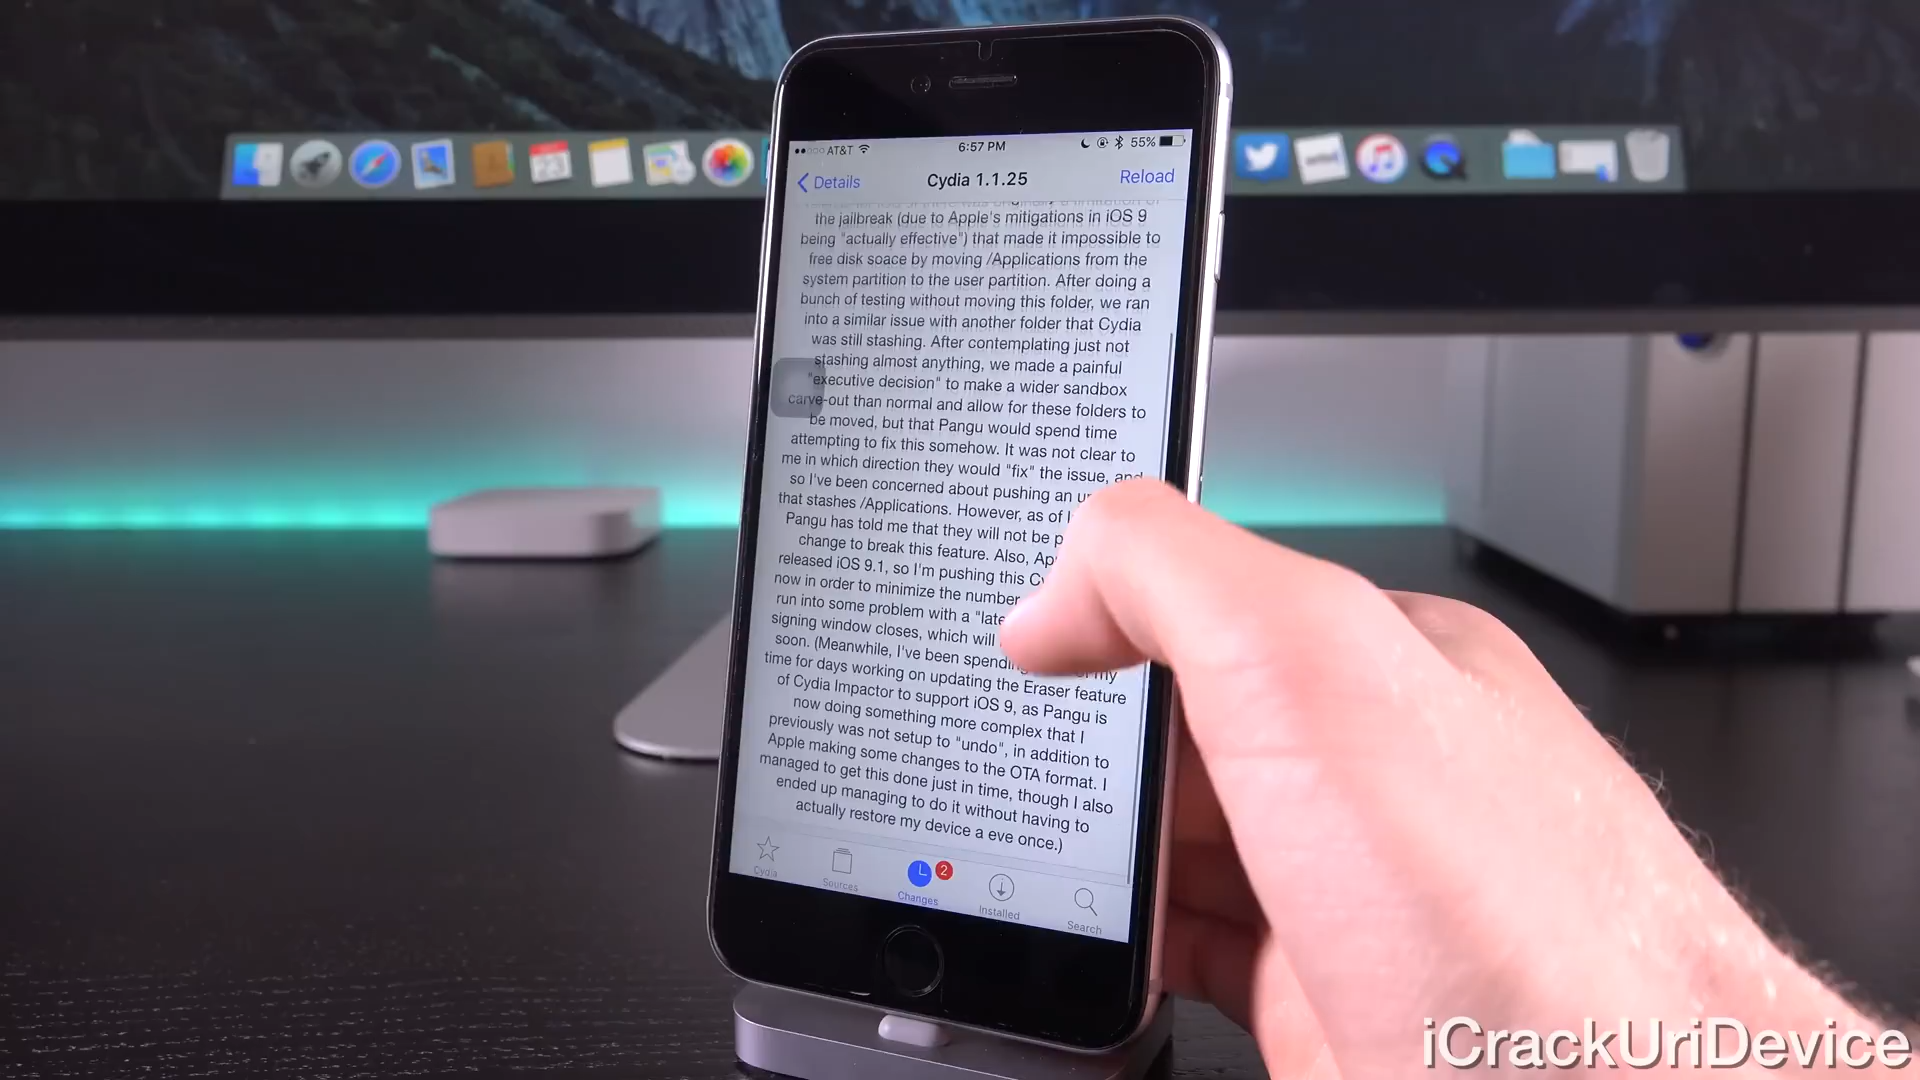 AT&T
6:57 PM
55%
Details
Cydia 1.1.25
Reload
the jailbreak (due to Apple's mitigations in iOS 9
being "actually effective") that made it impossible to
free disk soace by moving /Applications from the
system partition to the user partition. After doing a
bunch of testing without moving this folder, we ran
into a similar issue with another folder that Cydia
was still stashing. After contemplating just not
stashing almost anything, we made a painful
"executive decision" to make a wider sandbox
carve-out than normal and allow for these folders to
be moved, but that Pangu would spend time
attempting to fix this somehow. It was not clear to
me in which direction they would "fix" the issue, and
so I've been concerned about pushing an
that stashes /Applications. However, as of
Pangu has told me that they will not be
change to break this feature. Also,
released iOS 9.1, so I'm pushing this
now in order to minimize the number
run into some problem with a
signing window closes, which will
soon. (Meanwhile, I've been spending my
time for days working on updating the Eraser feature
of Cydia Impactor to support iOS 9, as Pangu is
now doing something more complex that I
previously was not setup to "undo", in addition to
Apple making some changes to the OTA format. I
managed to get this done just in time, though I also
ended up managing to do it without having to
actually restore my device a eve once.)
2
Cydia
Sources
Changes
Installed
Search
23
iCrackUriDevice